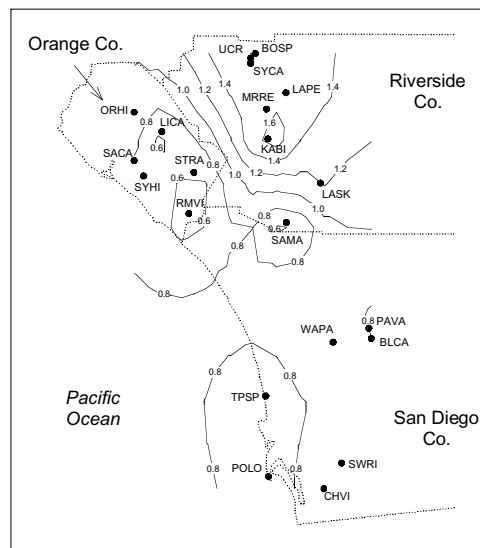 UCR BOSP
SYCA
Orange Co.
1.4
1.4
1.2
1.0
LAPE
MRRE
Riverside
Co.
ORHI
0.8
LICA
1.6
KABI
0.6
1.4
SACA
STRA
0.8
1.2
1.2
SYHI
0.6
1.0
LASK
RMVI
0.6
0.8
1.0
0.6
SAMA
0.8
0.8
0.8
0.8
PAVA
WAPA
BLCA
0.8
0.8
Pacific
Ocean
TPSP
San Diego
Co.
POLO
0.8
0.8
SWRI
CHVI